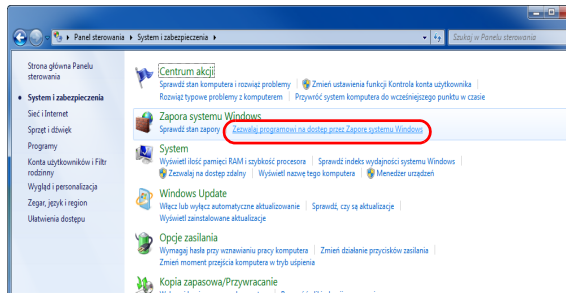 Panel sterowania ▸ System i zabezpieczenia ▸
Szukaj w Panelu sterowania
Strona główna Panelu
sterowania
• System i zabezpieczenia
Sieć i Internet
Sprzęt i dźwięk
Programy
Konta użytkowników i Filtr
rodzinny
Wygląd i personalizacja
Zegar, język i region
Ułatwienia dostępu
Centrum akcji
Sprawdź stan komputera i rozwiąż problemy | Zmień ustawienia funkcji Kontrola konta użytkownika |
Rozwiąż typowe problemy z komputerem | Przywróć system komputera do wcześniejszego punktu w czasie
Zapora systemu Windows
Sprawdź stan zapory | Zezwalaj programowi na dostęp przez Zaporę systemu Windows
System
Wyświetl ilość pamięci RAM i szybkość procesora | Sprawdź indeks wydajności systemu Windows |
Zezwalaj na dostęp zdalny | Wyświetl nazwę tego komputera | Menedżer urządzeń
Windows Update
Włącz lub wyłącz automatyczne aktualizowanie | Sprawdź, czy są aktualizacje |
Wyświetl zainstalowane aktualizacje
Opcje zasilania
Wymagaj hasła przy wznawianiu pracy komputera | Zmień działanie przycisków zasilania |
Zmień moment przejścia komputera w tryb uśpienia
Kopia zapasowa/Przywracanie